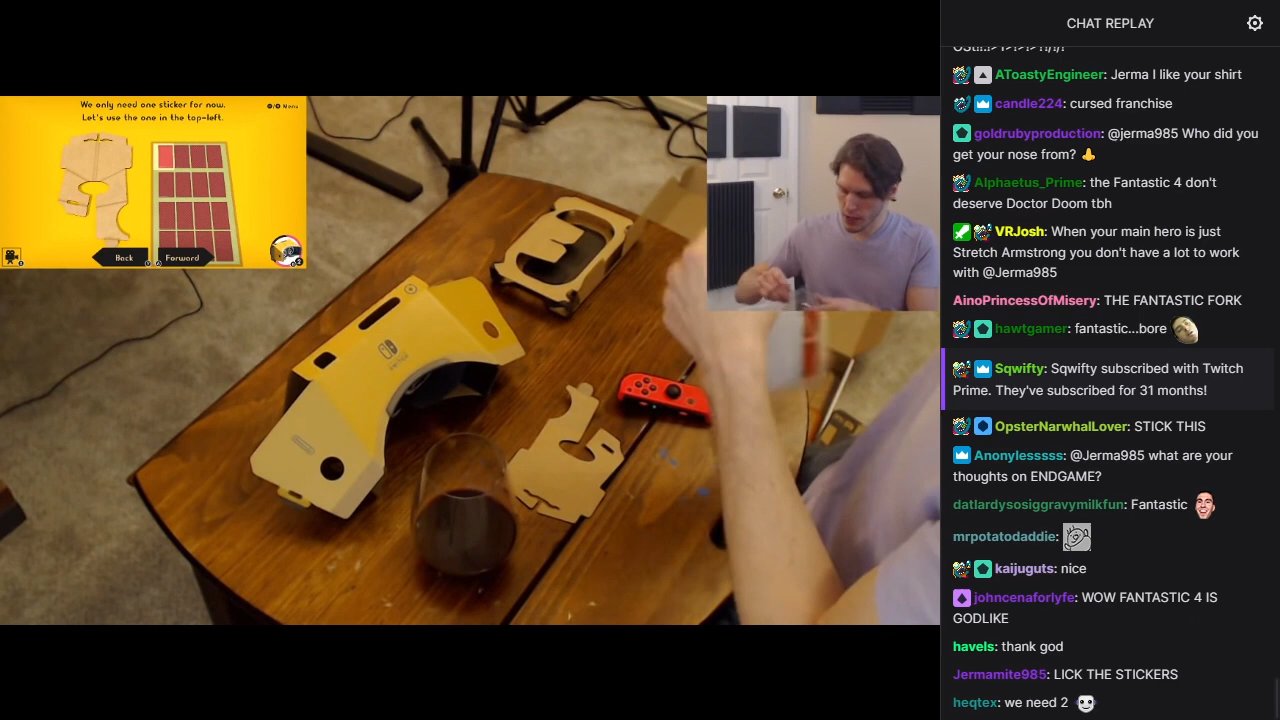 We only need one sticker for now.
Let's use the one in the top-left.
Menu
Back
Forward
CHAT REPLAY
AToastyEngineer: Jerma I like your shirt
candle224: cursed franchise
goldrubyproduction: @jerma985 Who did you
get your nose from? 👃
Alphaetus_Prime: the Fantastic 4 don't
deserve Doctor Doom tbh
VRJosh: When your main hero is just
Stretch Armstrong you don't have a lot to work
with @Jerma985
AinoPrincessOfMisery: THE FANTASTIC FORK
hawtgamer: fantastic...bore
Sqwifty: Sqwifty subscribed with Twitch
Prime. They've subscribed for 31 months!
OpsterNarwhalLover: STICK THIS
Anonylesssss: @Jerma985 what are your
thoughts on ENDGAME?
datlardysosiggravymilkfun: Fantastic
mrpotatodaddie:
kaijuguts: nice
johncenaforlyfe: WOW FANTASTIC 4 IS
GODLIKE
havels: thank god
Jermamite985: LICK THE STICKERS
heqtex: we need 2